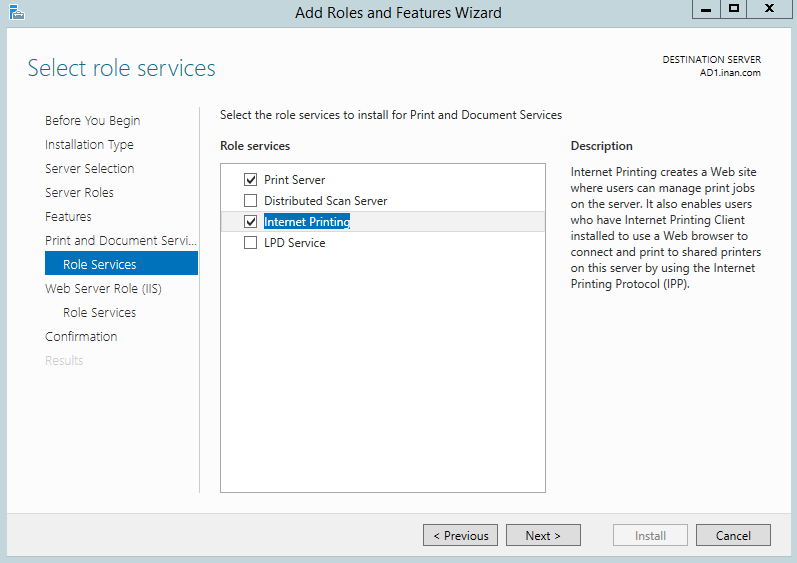 Add Roles and Features Wizard
Select role services
DESTINATION SERVER
AD1.inan.com
Before You Begin
Installation Type
Server Selection
Server Roles
Features
Print and Document Servi...
Role Services
Web Server Role (IIS)
Role Services
Confirmation
Results
Select the role services to install for Print and Document Services
Role services
Print Server
Distributed Scan Server
Internet Printing
LPD Service
Description
Internet Printing creates a Web site
where users can manage print jobs
on the server. It also enables users
who have Internet Printing Client
installed to use a Web browser to
connect and print to shared printers
on this server by using the Internet
Printing Protocol (IPP).
< Previous
Next >
Install
Cancel